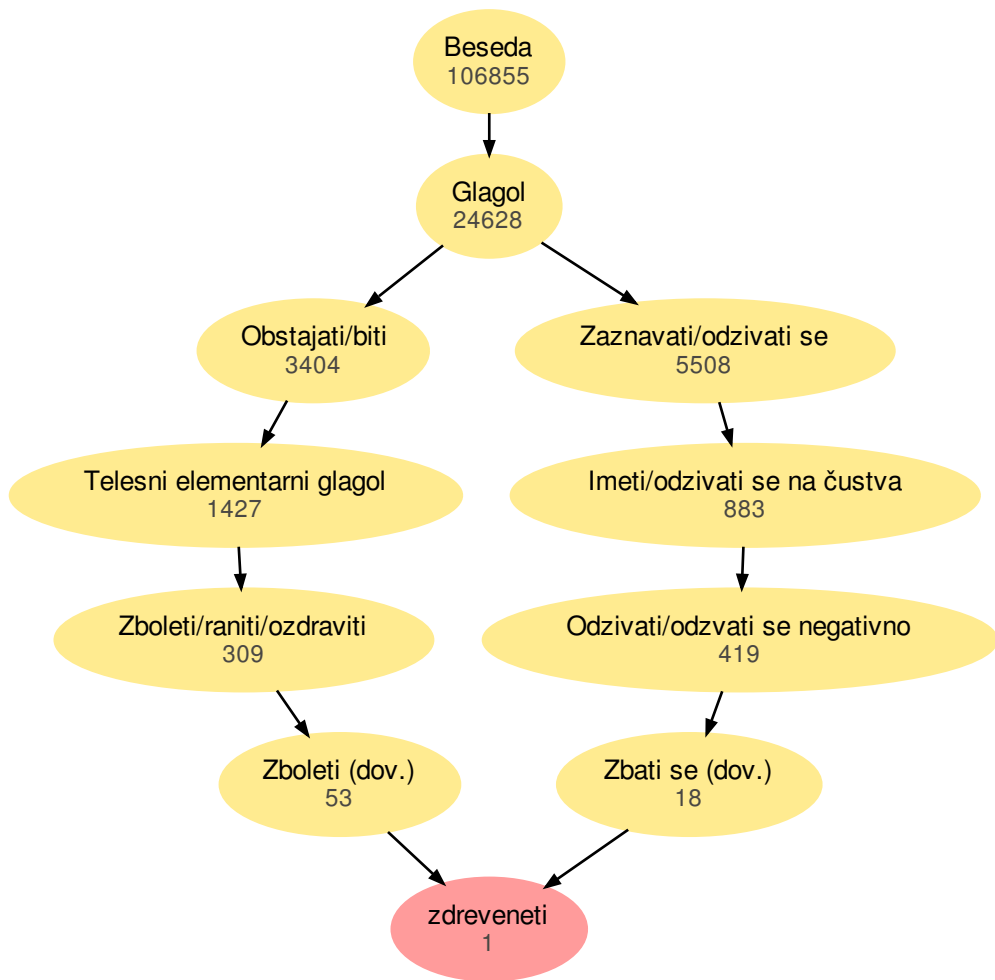 Beseda
106855
Glagol
24628
Obstajati/biti
3404
Zaznavati/odzivati se
5508
Telesni elementarni glagol
1427
Imeti/odzivati se na čustva
883
Zboleti/raniti/ozdraviti
309
Odzivati/odzvati se negativno
419
Zboleti (dov.)
53
Zbati se (dov.)
18
zdreveneti
1